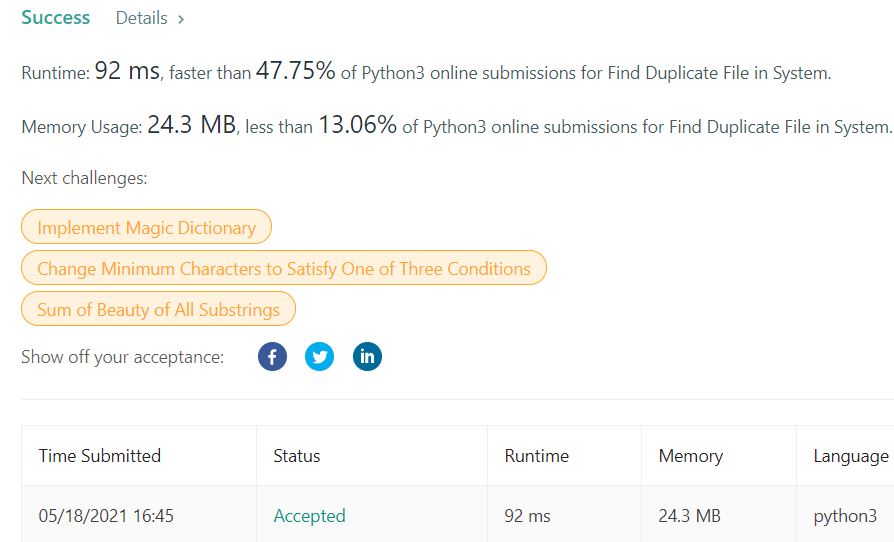 Success Details >
Runtime: 92 ms, faster than 47.75% of Python3 online submissions for Find Duplicate File in System.
Memory Usage: 24.3 MB, less than 13.06% of Python3 online submissions for Find Duplicate File in System.
Next challenges:
Implement Magic Dictionary
Change Minimum Characters to Satisfy One of Three Conditions
Sum of Beauty of All Substrings
Show off your acceptance: f in
Time Submitted Status Runtime Memory Language
05/18/2021 16:45 Accepted 92 ms 24.3 MB python3